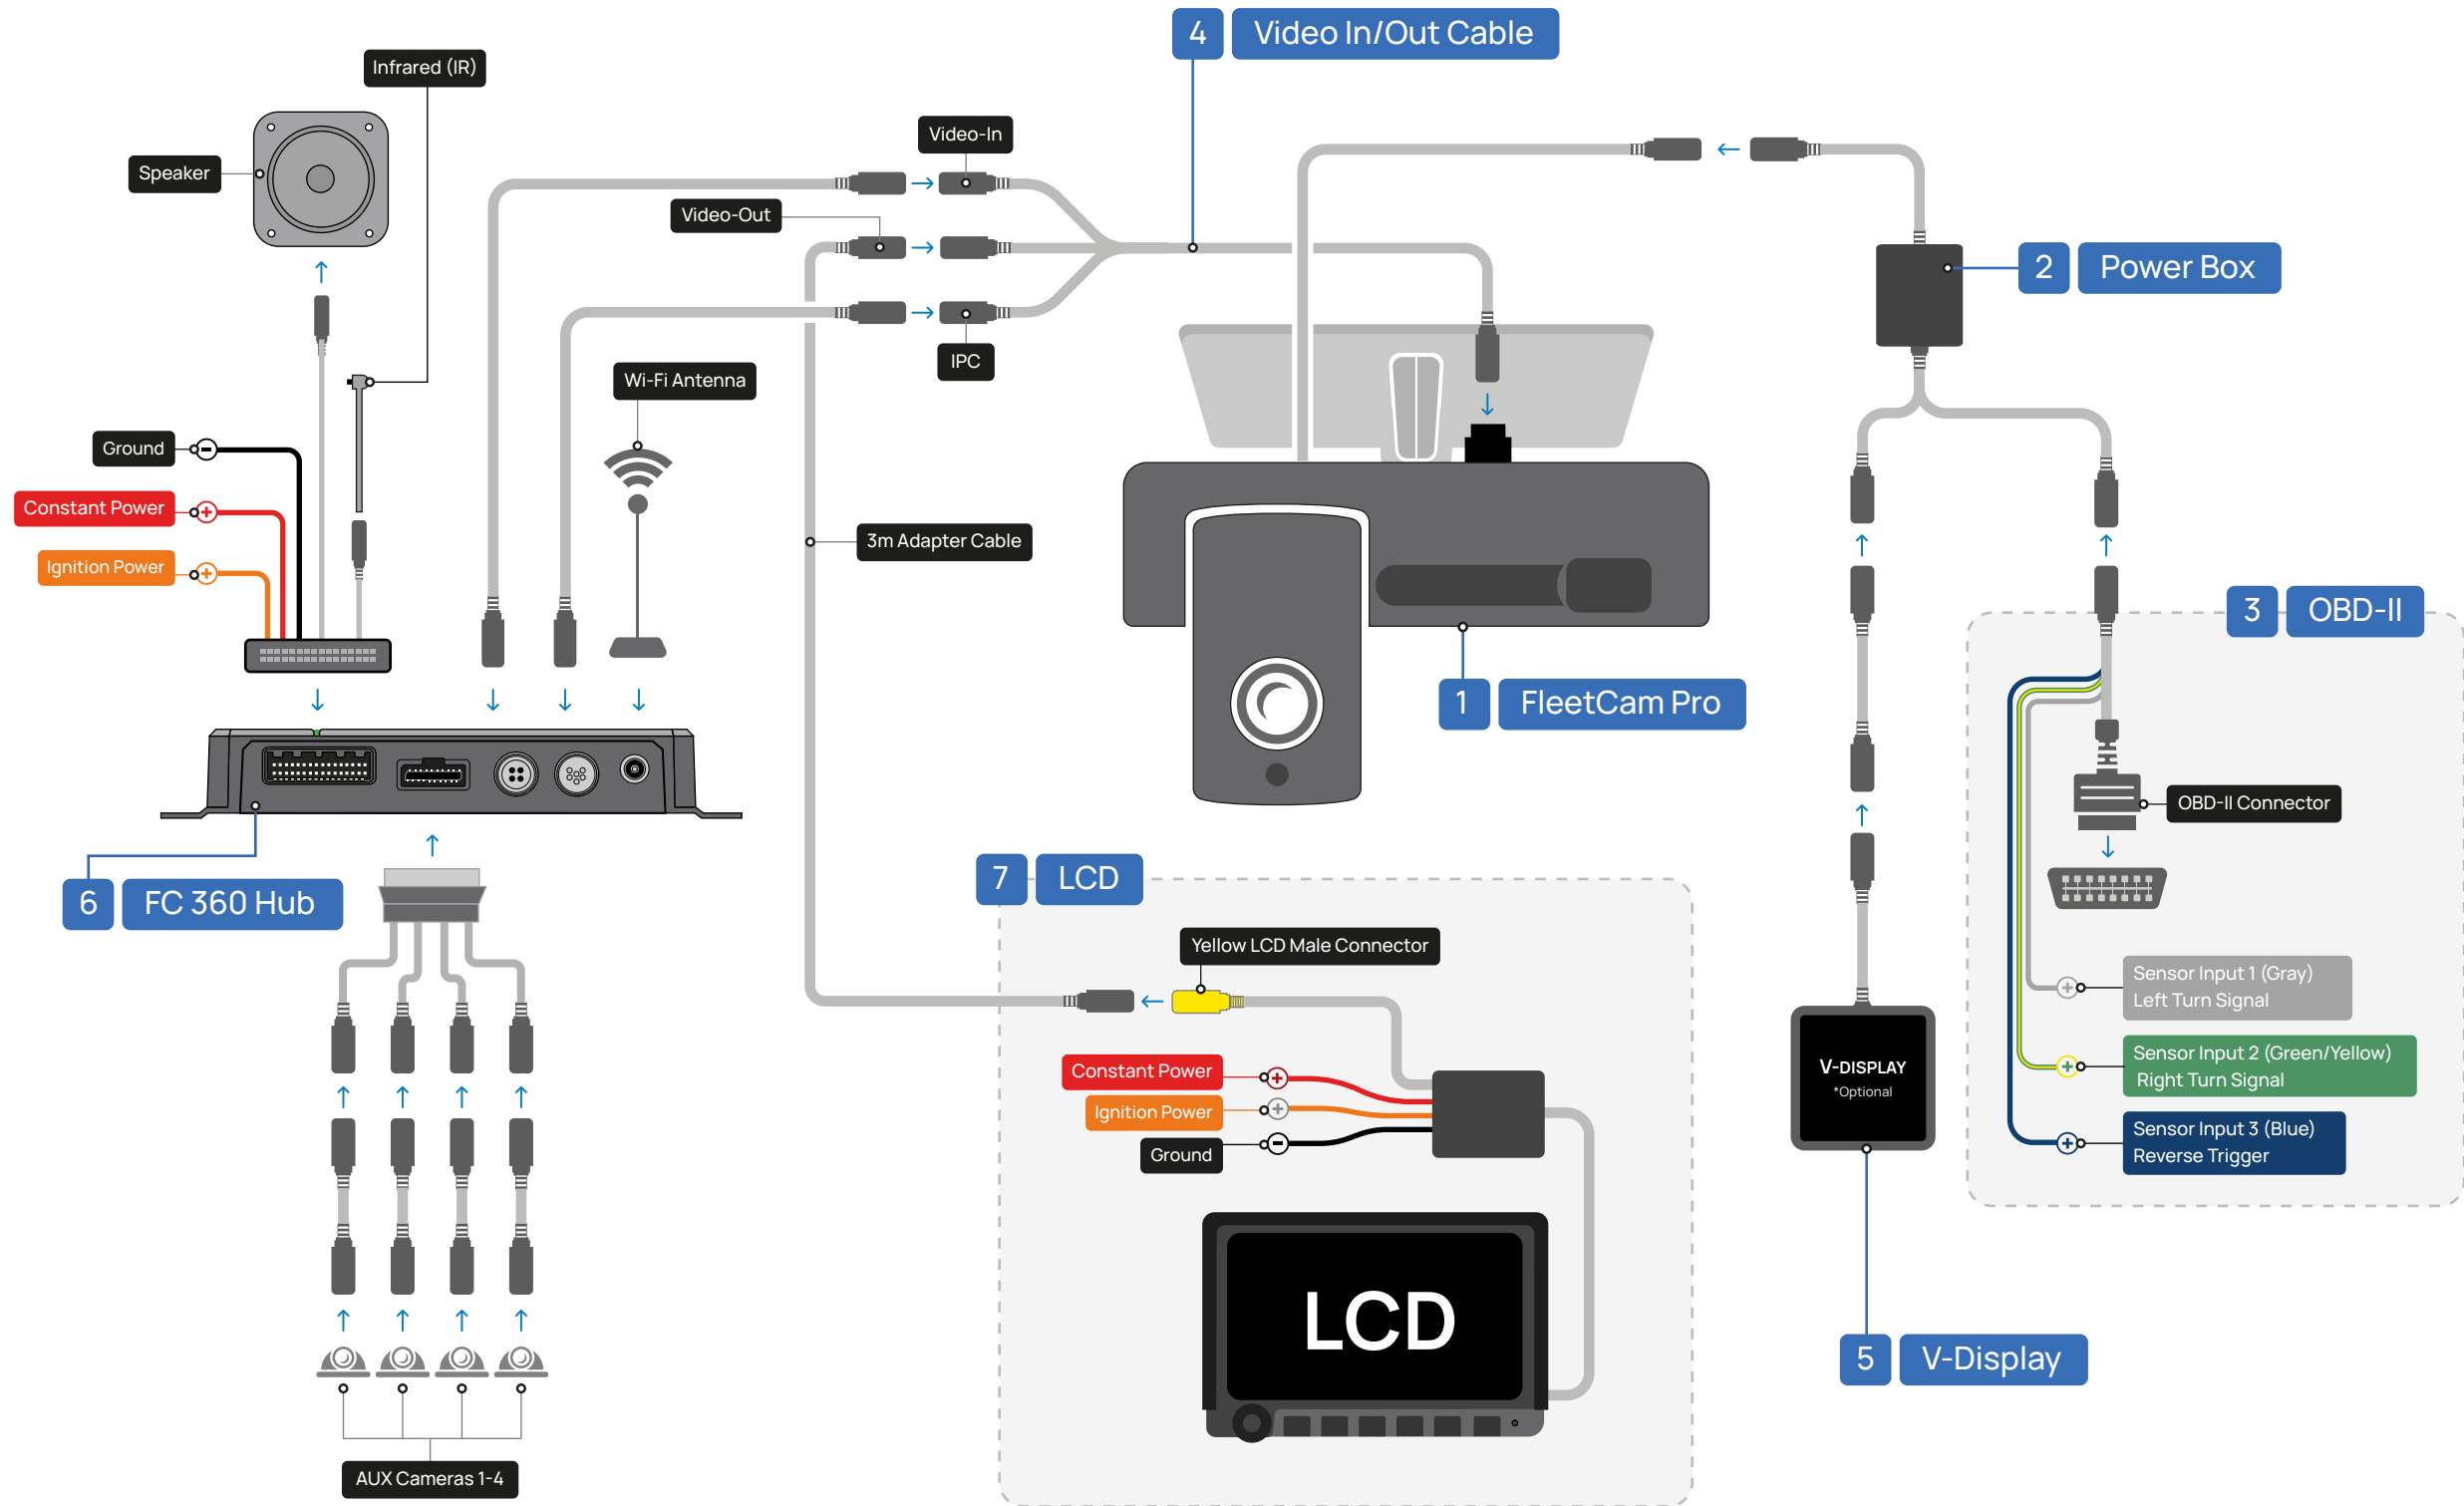 4 Video In/Out Cable
Infrared (IR)
Video-In
Speaker
Video-Out
2 Power Box
IPC
Wi-Fi Antenna
Ground
Constant Power
Ignition Power
3m Adapter Cable
3 OBD-II
1 FleetCam Pro
OBD-II Connector
6 FC 360 Hub
7 LCD
Yellow LCD Male Connector
Sensor Input 1 (Gray)
Left Turn Signal
Sensor Input 2 (Green/Yellow)
Right Turn Signal
Sensor Input 3 (Blue)
Reverse Trigger
Constant Power
Ignition Power
Ground
V-DISPLAY
*Optional
LCD
5 V-Display
AUX Cameras 1-4